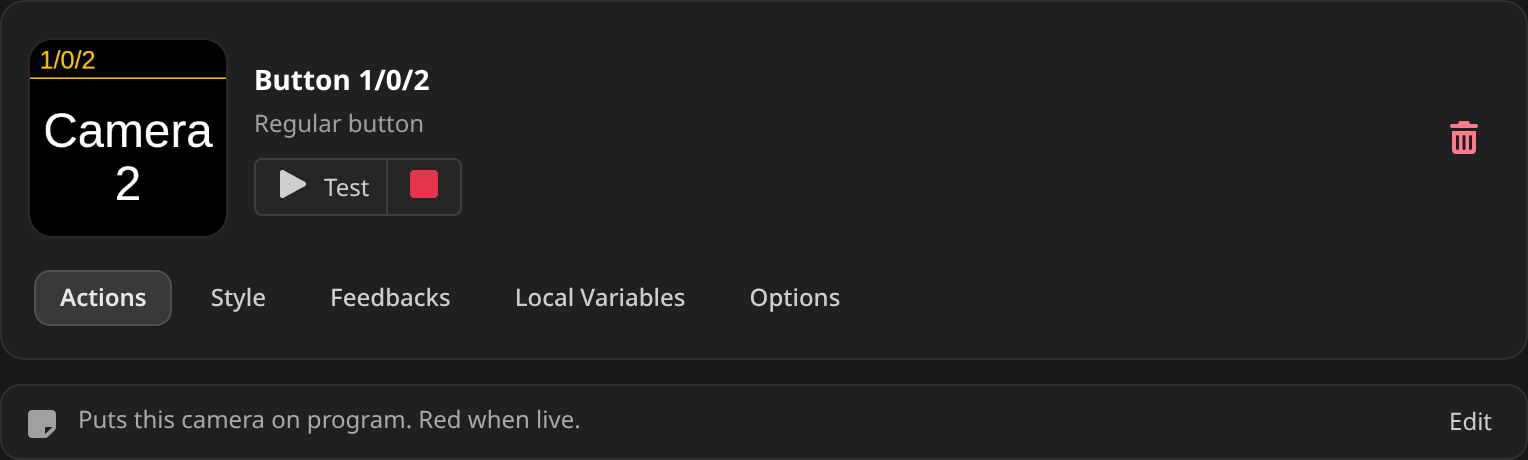 1/0/2
Camera
2
Button 1/0/2
Regular button
Test
Actions Style Feedbacks Local Variables Options
Puts this camera on program. Red when live.
Edit